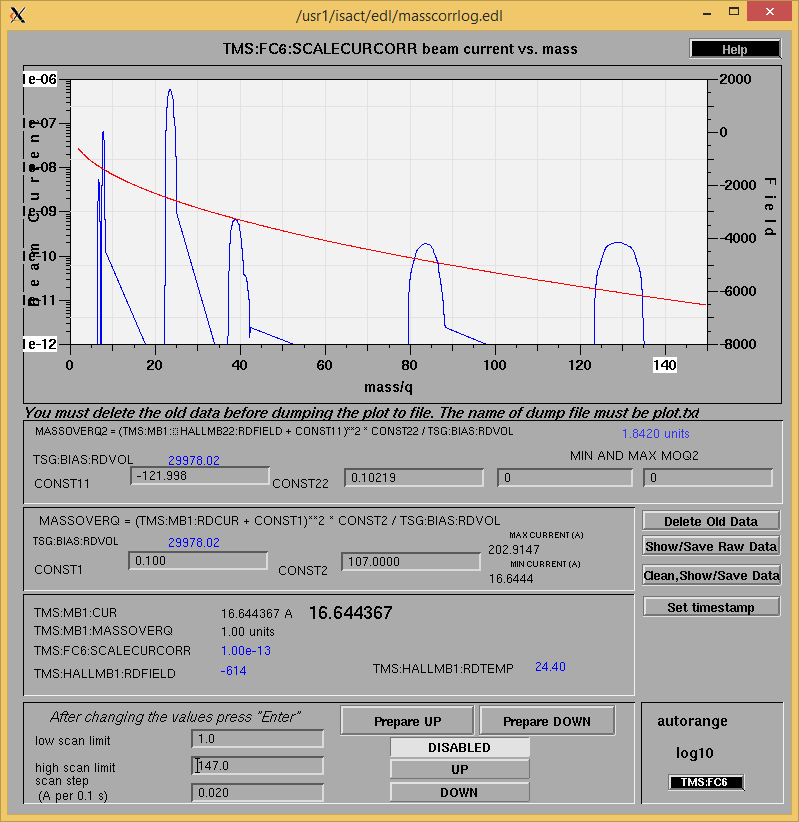 /usr1/isact/edl/masscorrlog.edl
TMS:FC6:SCALECURCORR beam current vs. mass
Help
1e-06
1e-07
1e-08
1e-09
1e-10
1e-11
1e-12
Beam Current
2000
0
-2000
-4000
-6000
-8000
Field
0 20 40 60 80 100 120 140
mass/q
You must delete the old data before dumping the plot to file. The name of dump file must be plot.txt
MASSOVERQ2 = (TMS:MB1:HALLMB22:RDFIELD + CONST11)**2 * CONST22 / TSG:BIAS:RDVOL
1.8420 units
TSG:BIAS:RDVOL 29978.02 MIN AND MAX MOQ2
CONST11 -121.998 CONST22 0.10219 0 0
MASSOVERQ = (TMS:MB1:RDCUR + CONST1)**2 * CONST2 / TSG:BIAS:RDVOL
TSG:BIAS:RDVOL 29978.02
MAX CURRENT (A)
202.9147
CONST1 0.100 CONST2 107.0000
MIN CURRENT (A)
16.6444
Delete Old Data
Show/Save Raw Data
Clean,Show/Save Data
Set timestamp
TMS:MB1:CUR 16.644367 A 16.644367
TMS:MB1:MASSOVERQ 1.00 units
TMS:FC6:SCALECURCORR 1.00e-13
TMS:HALLMB1:RDFIELD -614 TMS:HALLMB1:RDTEMP 24.40
After changing the values press "Enter"
low scan limit 1.0
high scan limit 147.0
scan step
(A per 0.1 s) 0.020
Prepare UP Prepare DOWN
DISABLED
UP
DOWN
autorange
log10
TMS:FC6